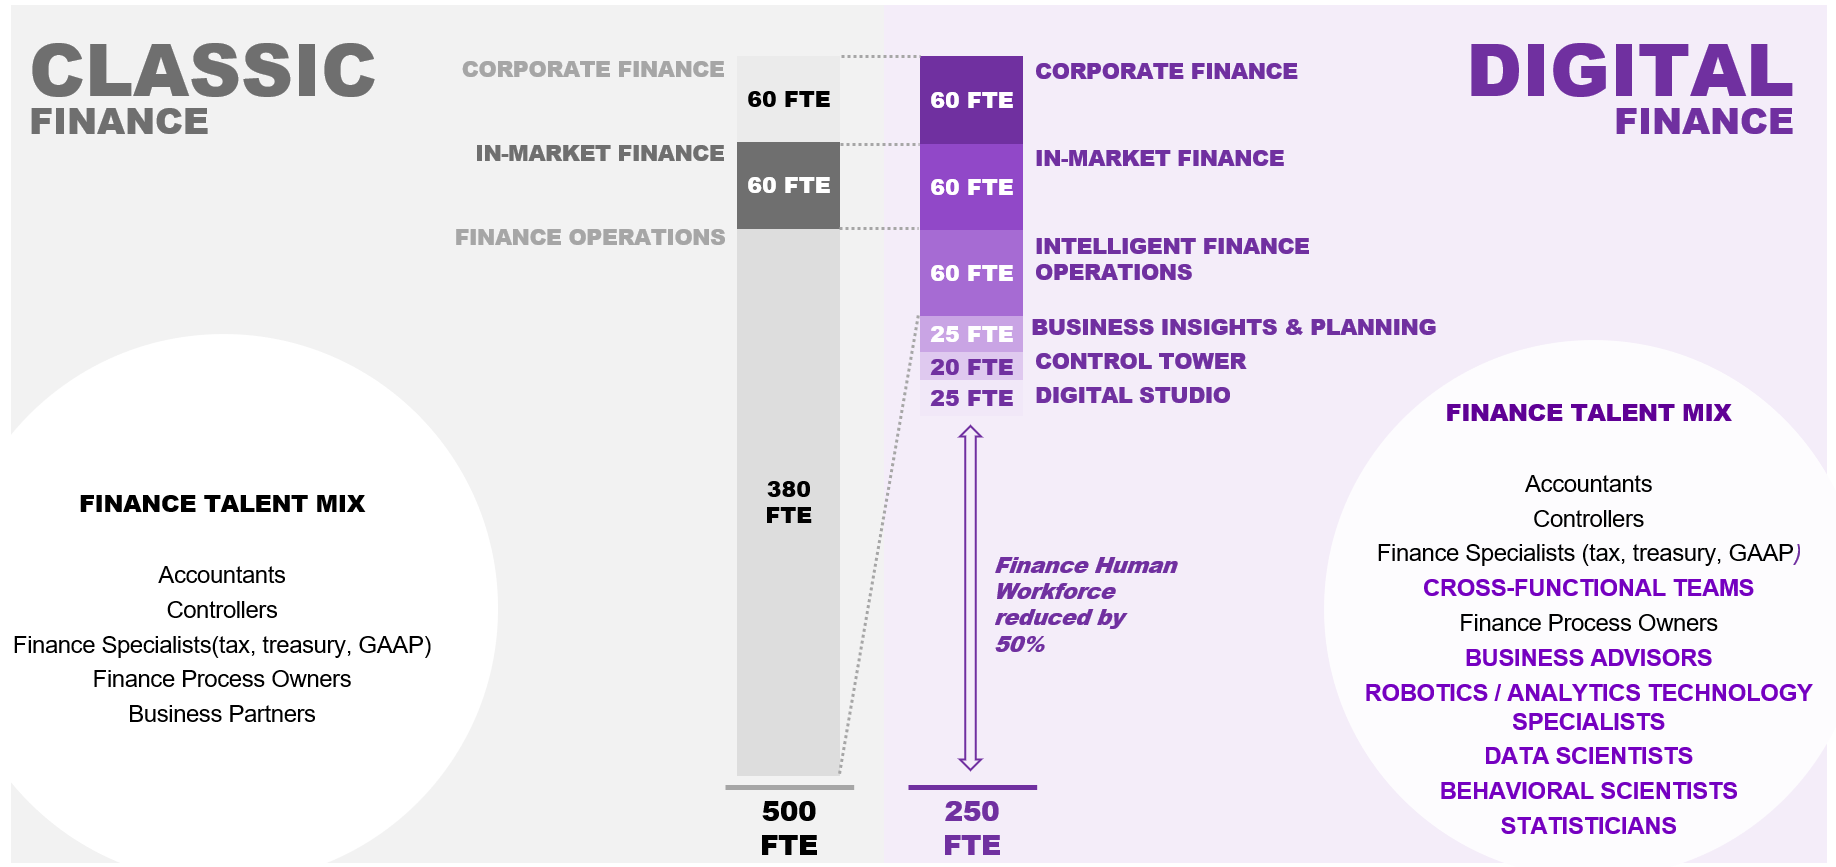 CLASSIC
FINANCE
CORPORATE FINANCE
60 FTE
IN-MARKET FINANCE
60 FTE
FINANCE OPERATIONS
380
FTE
500
FTE
FINANCE TALENT MIX
Accountants
Controllers
Finance Specialists(tax, treasury, GAAP)
Finance Process Owners
Business Partners
DIGITAL
FINANCE
60 FTE
CORPORATE FINANCE
60 FTE
IN-MARKET FINANCE
60 FTE
INTELLIGENT FINANCE
OPERATIONS
25 FTE
BUSINESS INSIGHTS & PLANNING
20 FTE
CONTROL TOWER
25 FTE
DIGITAL STUDIO
Finance Human
Workforce
reduced by
50%
250
FTE
FINANCE TALENT MIX
Accountants
Controllers
Finance Specialists (tax, treasury, GAAP)
CROSS-FUNCTIONAL TEAMS
Finance Process Owners
BUSINESS ADVISORS
ROBOTICS / ANALYTICS TECHNOLOGY
SPECIALISTS
DATA SCIENTISTS
BEHAVIORAL SCIENTISTS
STATISTICIANS